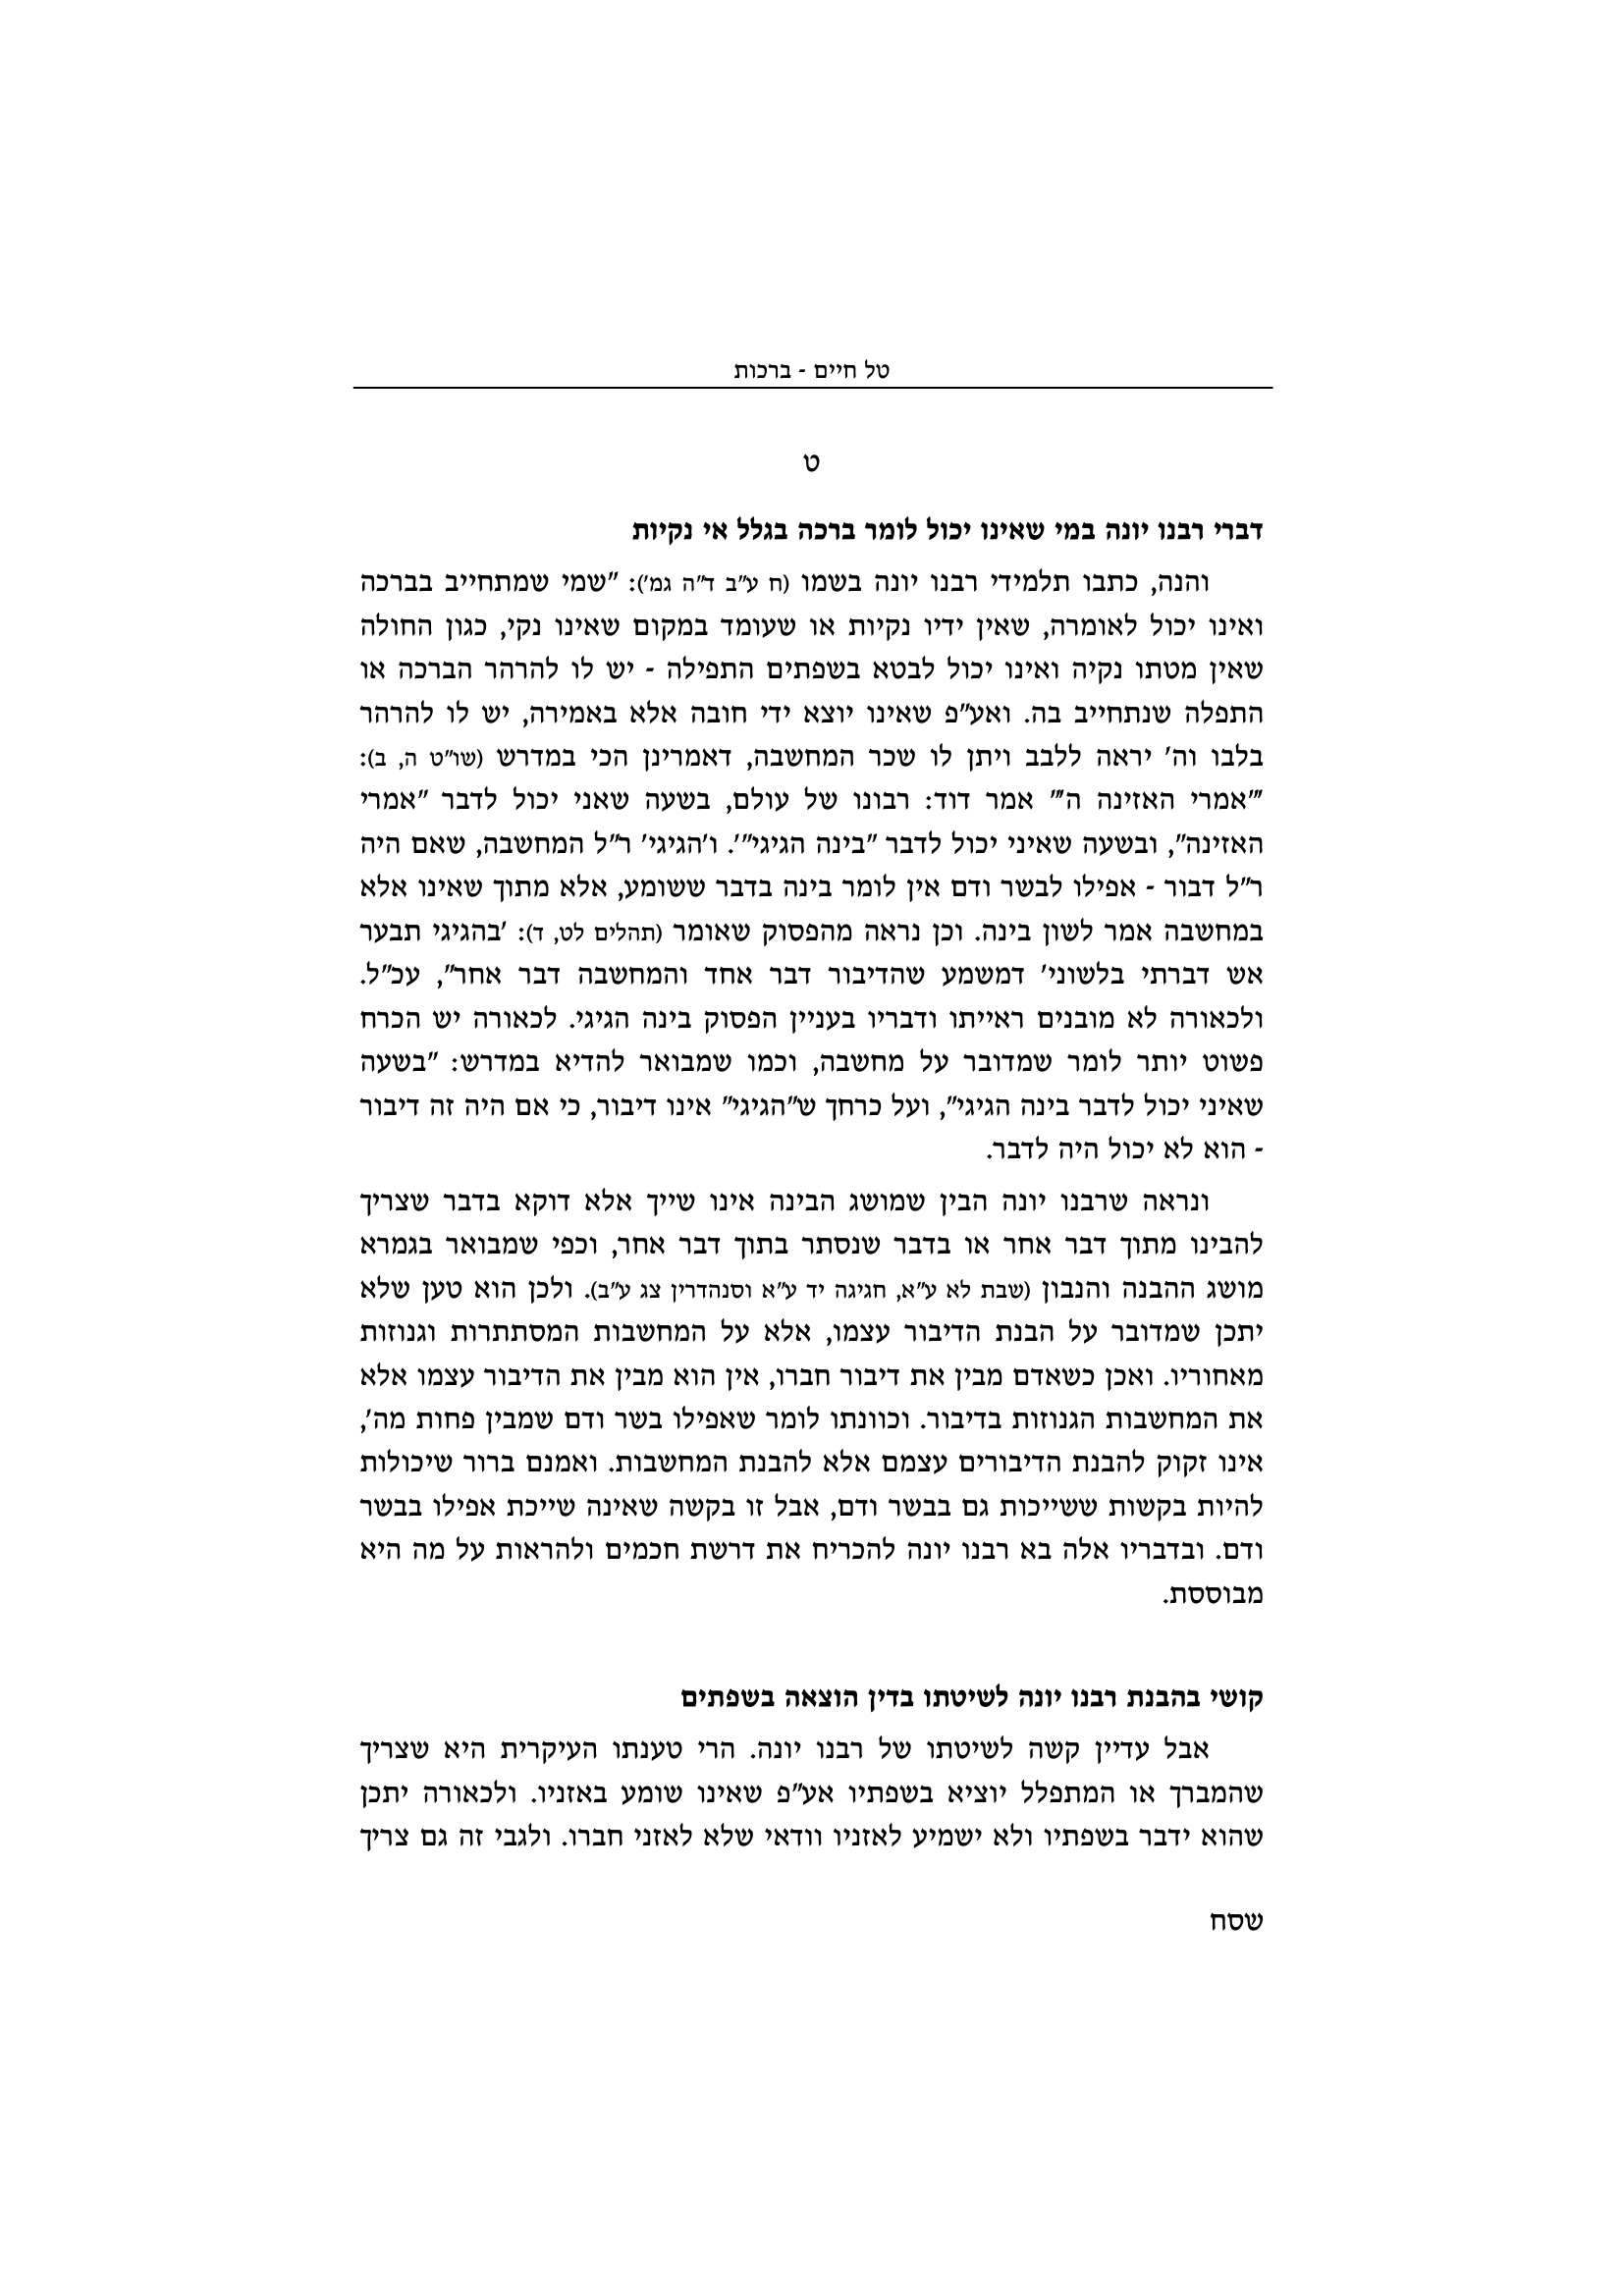 טל חיים - ברכות
ט
דברי רבנו יונה במי שאינו יכול לומר ברכה בגלל אי נקיות
והנה, כתבו תלמידי רבנו יונה בשמו (ח ע"ב ד"ה גמ'): "שמי שמתחייב בברכה
ואינו יכול לאומרה, שאין ידיו נקיות או שעומד במקום שאינו נקי, כגון החולה
שאין מטתו נקיה ואינו יכול לבטא בשפתים התפילה - יש לו להרהר הברכה או
התפלה שנתחייב בה. ואע"פ שאינו יוצא ידי חובה אלא באמירה, יש לו להרהר
בלבו וה' יראה ללבב ויתן לו שכר המחשבה, דאמרינן הכי במדרש (שו"ט ה, ב):
'"אמרי האזינה ה'" אמר דוד: רבונו של עולם, בשעה שאני יכול לדבר "אמרי
האזינה", ובשעה שאיני יכול לדבר "בינה הגיגי"'. ו'הגיגי' ר"ל המחשבה, שאם היה
ר"ל דבור - אפילו לבשר ודם אין לומר בינה בדבר ששומע, אלא מתוך שאינו אלא
במחשבה אמר לשון בינה. וכן נראה מהפסוק שאומר (תהלים לט, ד): 'בהגיגי תבער
אש דברתי בלשוני' דמשמע שהדיבור דבר אחד והמחשבה דבר אחר", עכ"ל.
ולכאורה לא מובנים ראייתו ודבריו בעניין הפסוק בינה הגיגי. לכאורה יש הכרח
פשוט יותר לומר שמדובר על מחשבה, וכמו שמבואר להדיא במדרש: "בשעה
שאיני יכול לדבר בינה הגיגי", ועל כרחך ש"הגיגי" אינו דיבור, כי אם היה זה דיבור
- הוא לא יכול היה לדבר.
ונראה שרבנו יונה הבין שמושג הבינה אינו שייך אלא דוקא בדבר שצריך
להבינו מתוך דבר אחר או בדבר שנסתר בתוך דבר אחר, וכפי שמבואר בגמרא
מושג ההבנה והנבון (שבת לא ע"א, חגיגה יד ע"א וסנהדרין צג ע"ב). ולכן הוא טען שלא
יתכן שמדובר על הבנת הדיבור עצמו, אלא על המחשבות המסתתרות וגנוזות
מאחוריו. ואכן כשאדם מבין את דיבור חברו, אין הוא מבין את הדיבור עצמו אלא
את המחשבות הגנוזות בדיבור. וכוונתו לומר שאפילו בשר ודם שמבין פחות מה',
אינו זקוק להבנת הדיבורים עצמם אלא להבנת המחשבות. ואמנם ברור שיכולות
להיות בקשות ששייכות גם בבשר ודם, אבל זו בקשה שאינה שייכת אפילו בבשר
ודם. ובדבריו אלה בא רבנו יונה להכריח את דרשת חכמים ולהראות על מה היא
מבוססת.
קושי בהבנת רבנו יונה לשיטתו בדין הוצאה בשפתים
אבל עדיין קשה לשיטתו של רבנו יונה. הרי טענתו העיקרית היא שצריך
שהמברך או המתפלל יוציא בשפתיו אע"פ שאינו שומע באזניו. ולכאורה יתכן
שהוא ידבר בשפתיו ולא ישמיע לאזניו וודאי שלא לאזני חברו. ולגבי זה גם צריך
שסח